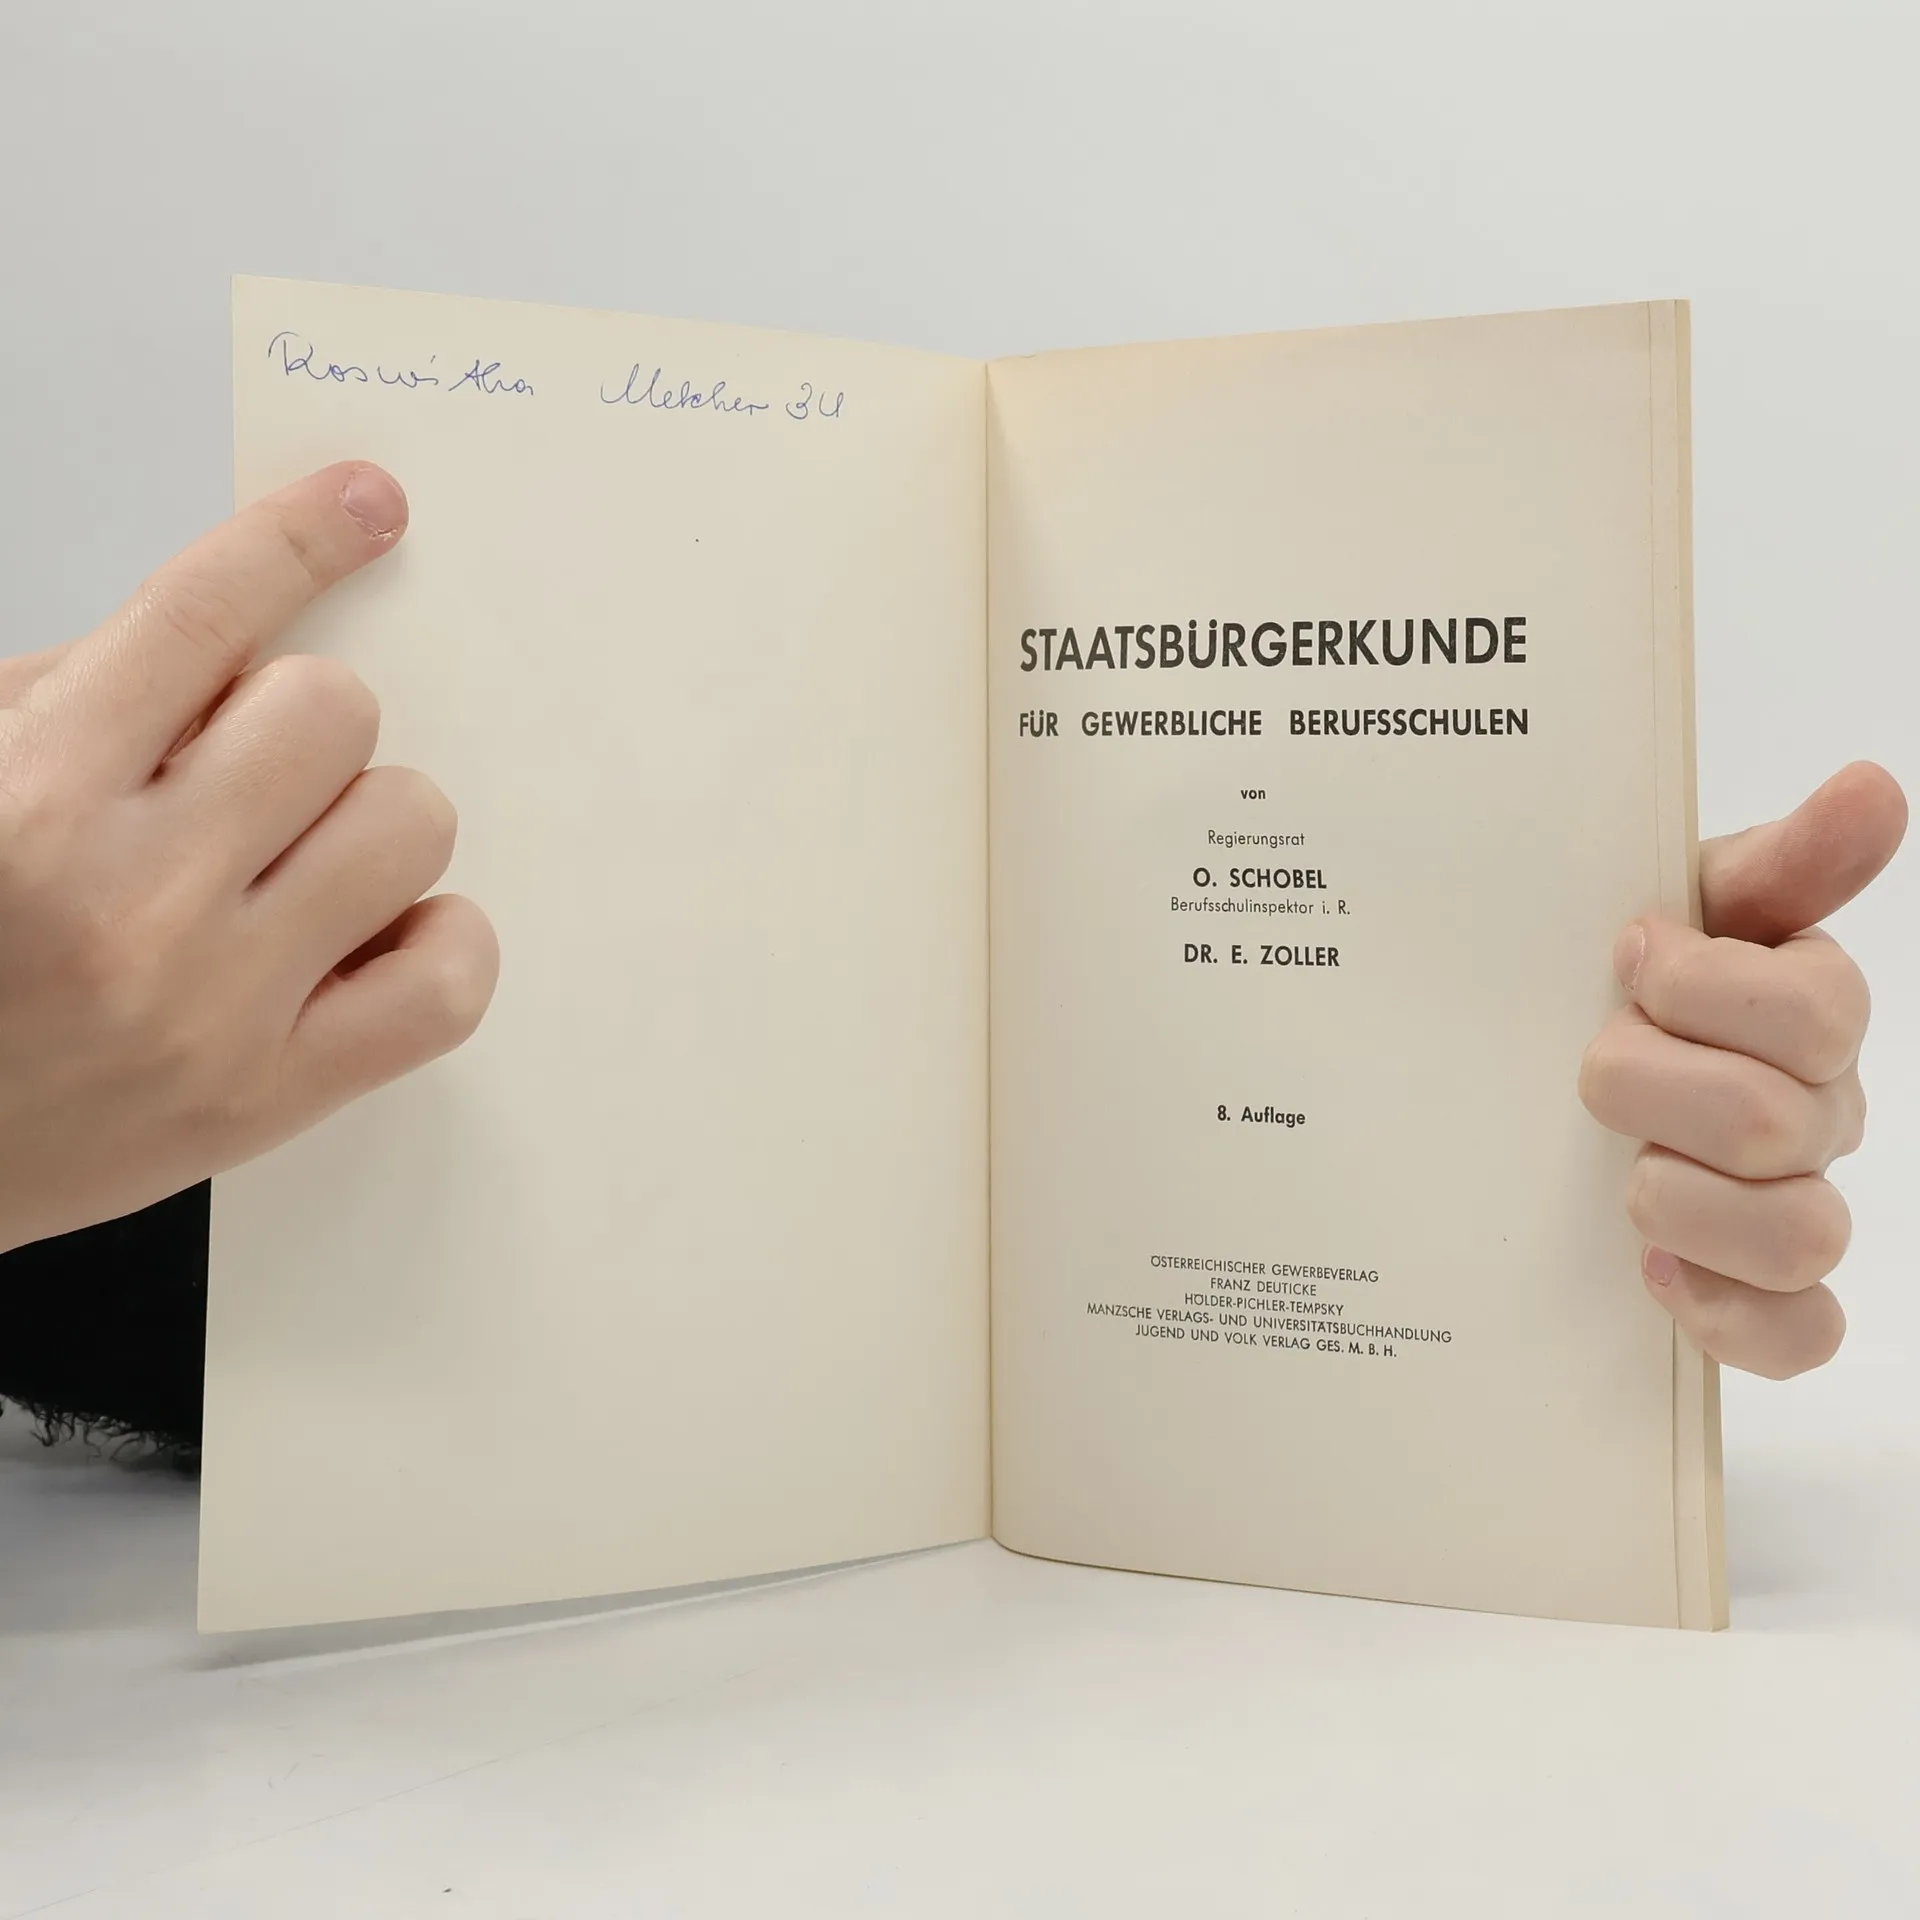 Roswitha Melcher 3U
STAATSBÜRGERKUNDE
FÜR GEWERBLICHE BERUFSSCHULEN
von
Regierungsrat
O. SCHOBEL
Berufsschulinspektor i. R.
DR. E. ZOLLER
8. Auflage
ÖSTERREICHISCHER GEWERBEVERLAG
FRANZ DEUTICKE
HÖLDER-PICHLER-TEMPSKY
MANZSCHE VERLAGS- UND UNIVERSITÄTSBUCHHANDLUNG
JUGEND UND VOLK VERLAG GES. M. B. H.